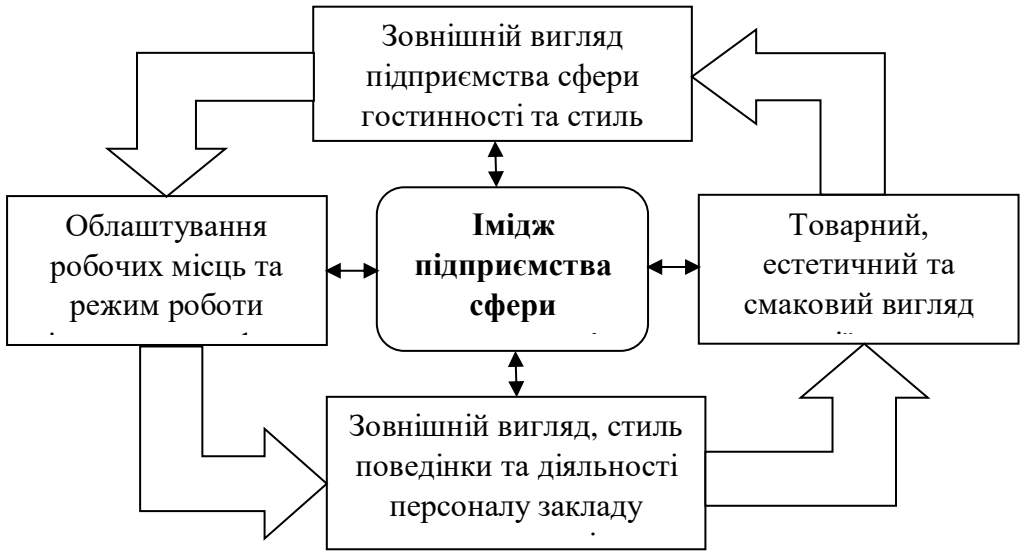 Зовнішній вигляд
підприємства сфери
гостинності та стиль
Облаштування
робочих місць та
режим роботи
Імідж
підприємства
сфери
Товарний,
естетичний та
смаковий вигляд
Зовнішній вигляд, стиль
поведінки та діяльності
персоналу закладу